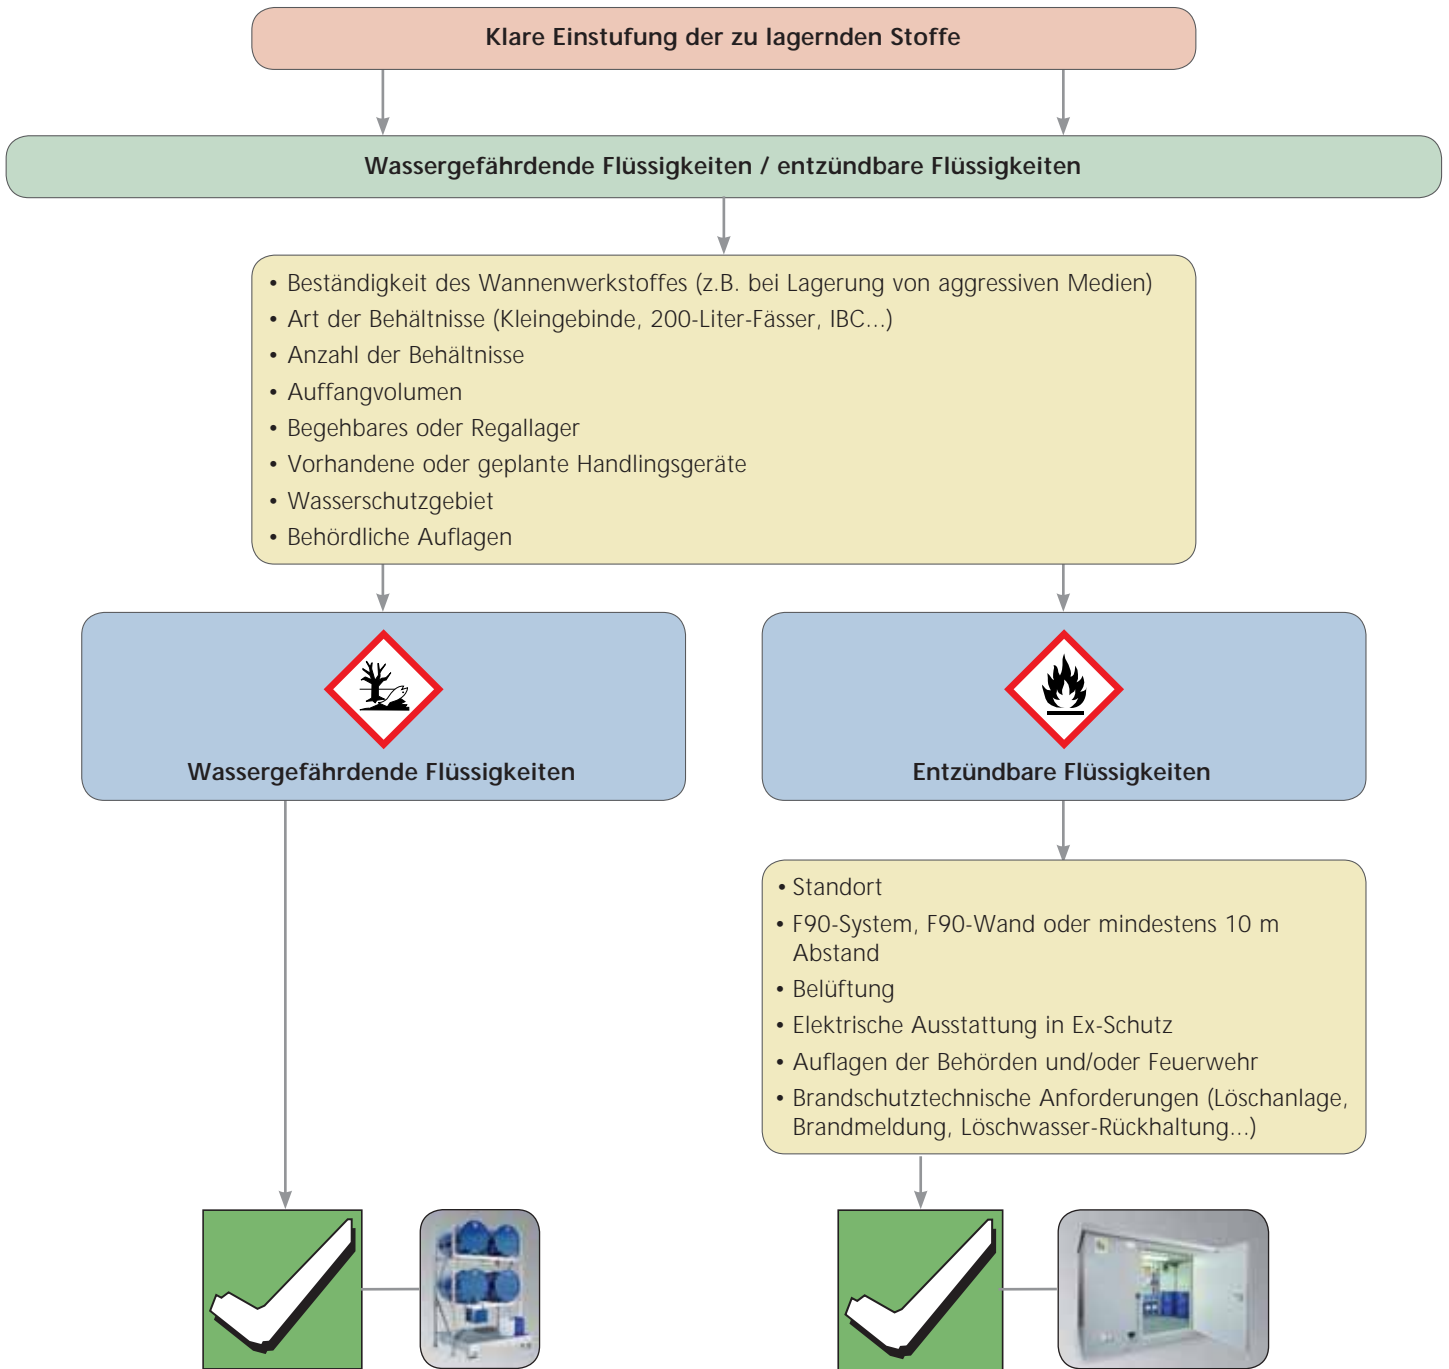 Klare Einstufung der zu lagernden Stoffe
Wassergefährdende Flüssigkeiten / entzündbare Flüssigkeiten
• Beständigkeit des Wannenwerkstoffes (z.B. bei Lagerung von aggressiven Medien)
• Art der Behältnisse (Kleingebinde, 200-Liter-Fässer, IBC...)
• Anzahl der Behältnisse
• Auffangvolumen
• Begehbares oder Regallager
• Vorhandene oder geplante Handlingsgeräte
• Wasserschutzgebiet
• Behördliche Auflagen
Wassergefährdende Flüssigkeiten
Entzündbare Flüssigkeiten
• Standort
• F90-System, F90-Wand oder mindestens 10 m
Abstand
• Belüftung
• Elektrische Ausstattung in Ex-Schutz
• Auflagen der Behörden und/oder Feuerwehr
• Brandschutztechnische Anforderungen (Löschanlage,
Brandmeldung, Löschwasser-Rückhaltung...)